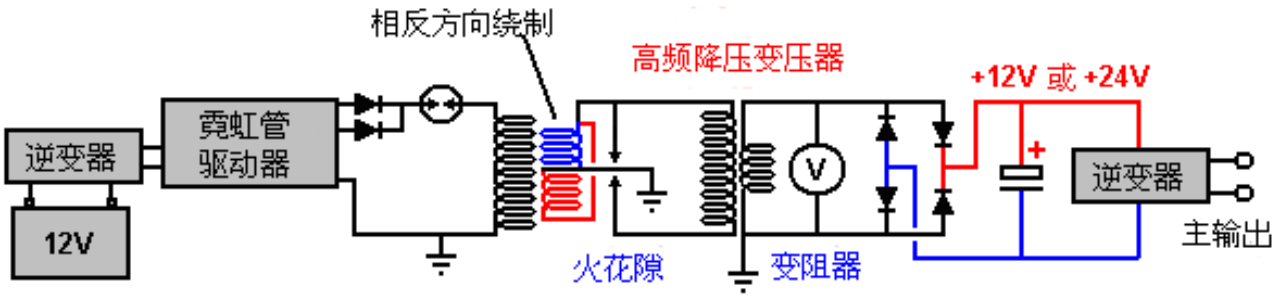 相反方向绕制
高频降压变压器
+12V 或 +24V
霓虹管
驱动器
逆变器
12V
V
+
逆变器
主输出
火花隙
变阻器